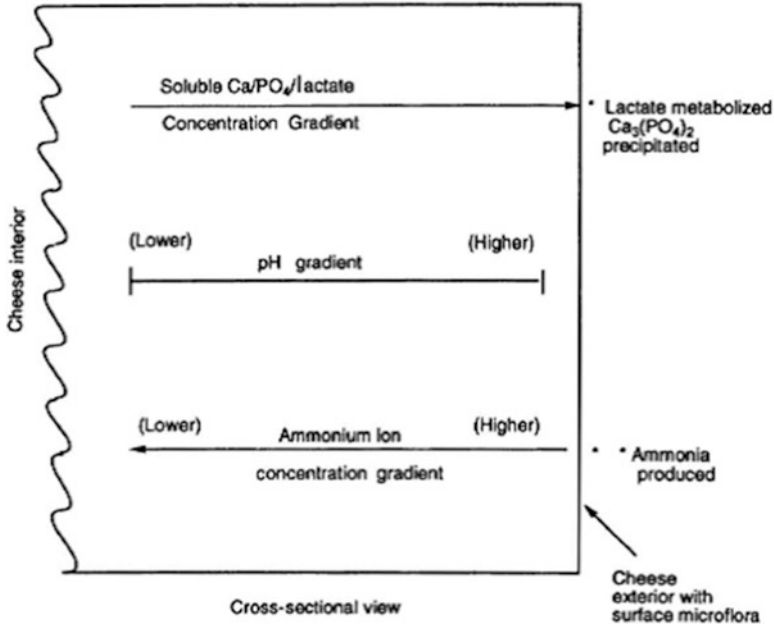 Soluble Ca/PO₄/lactate
Concentration Gradient
Lactate metabolized
Ca₃(PO₄)₂
precipitated
(Lower)
(Higher)
pH gradient
Cheese interior
(Lower)
(Higher)
Ammonium Ion
concentration gradient
Ammonia
produced
Cheese
exterior with
surface microflora
Cross-sectional view